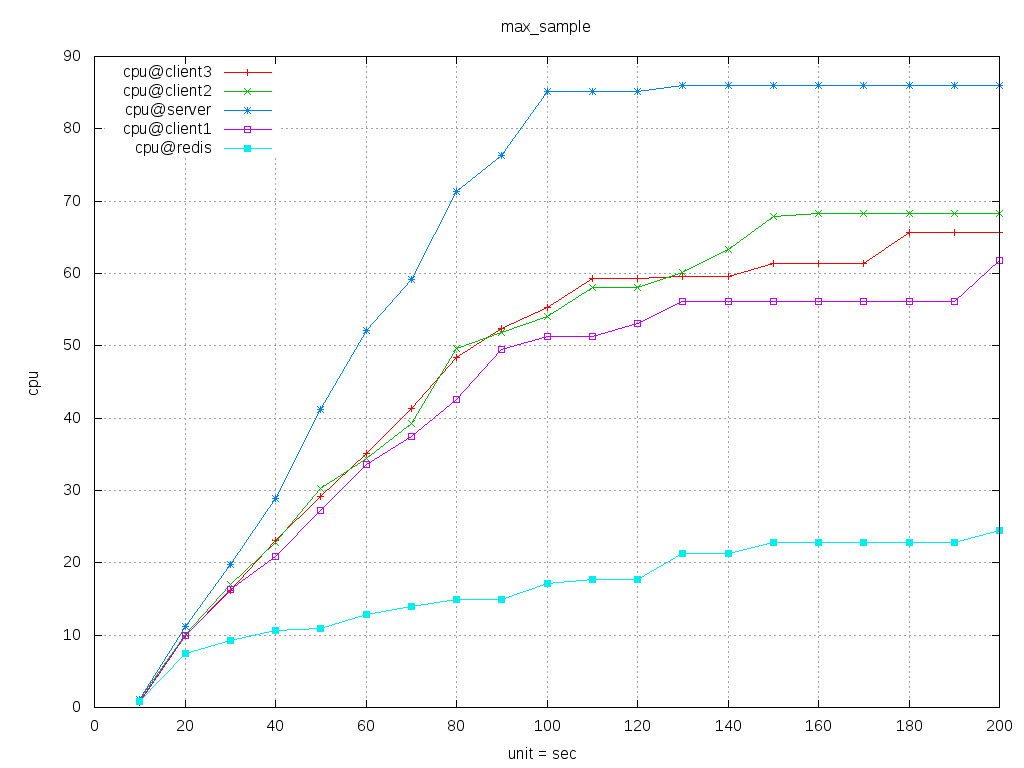 max_sample
90
80
70
60
50
40
30
20
10
0
cpu@client3
cpu@client2
cpu@server
cpu@client1
cpu@redis
cpu
0 20 40 60 80 100 120 140 160 180 200
unit = sec